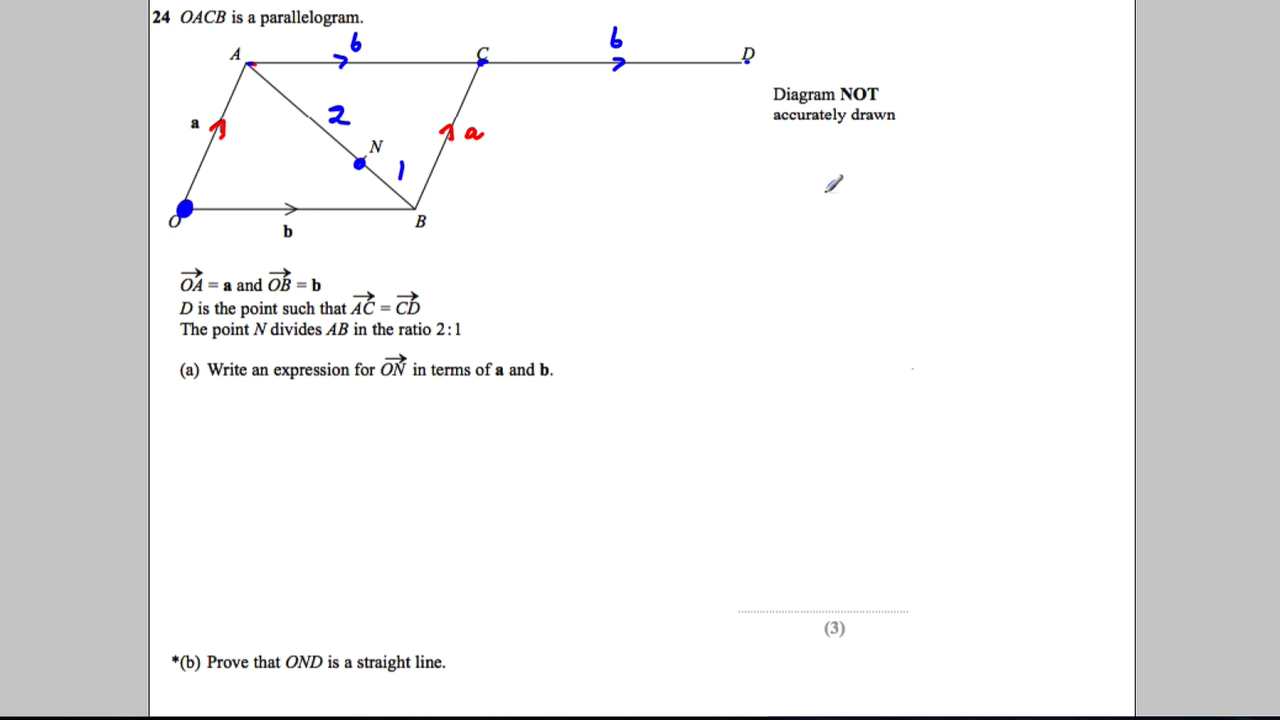 24 OACB is a parallelogram.
b
b
A
C
D
Diagram NOT
accurately drawn
a
2
a
N
1
O
B
b
OA = a and OB = b
D is the point such that AC = CD
The point N divides AB in the ratio 2:1
(a) Write an expression for ON in terms of a and b.
(3)
*(b) Prove that OND is a straight line.